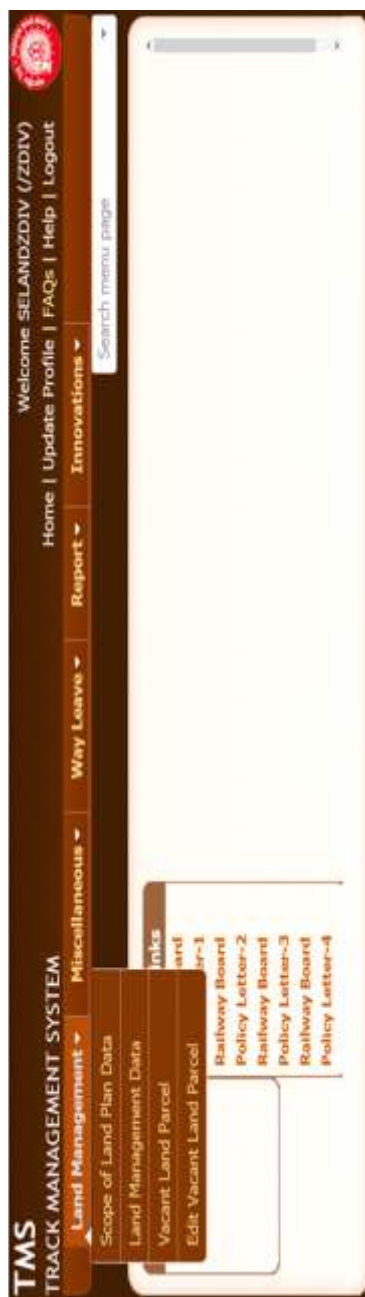 TMS
TRACK MANAGEMENT SYSTEM
Welcome SELANDZDIV (/ZDIV)
Home | Update Profile | FAQs | Help | Logout
Land Management
Miscellaneous
Way Leave
Report
Innovations
Search menu page
Scope of Land Plan Data
Land Management Data
Vacant Land Parcel
Edit Vacant Land Parcel
nks
ard
er-1
Railway Board
Policy Letter-2
Railway Board
Policy Letter-3
Railway Board
Policy Letter-4